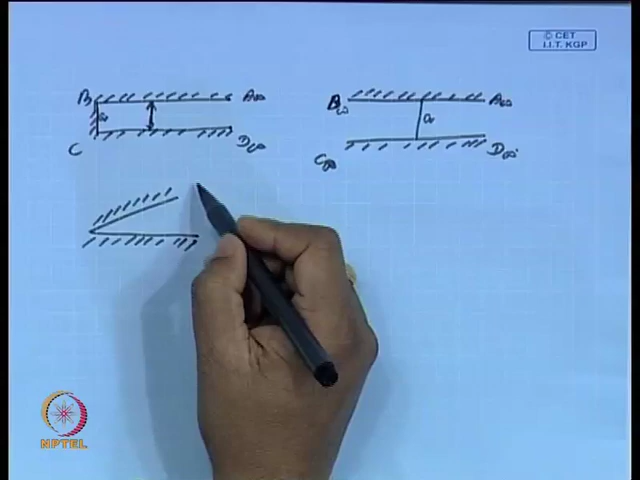 © CET
I.I.T. KGP
B A∞
a
C D∞
B∞ A∞
a
C∞ D∞
NPTEL